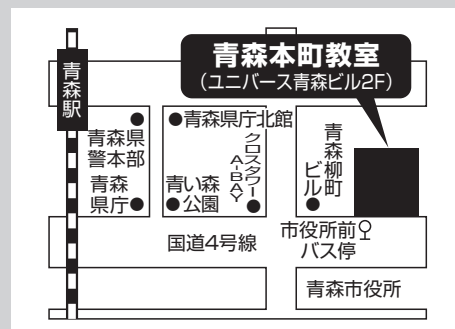 青森本町教室
(ユニバース青森ビル2F)
青森駅
青森県
警本部
青森
県庁
青森県庁北館
青い森
公園
クロスタワー
A-BAY
青森柳町
ビル
国道4号線
市役所前
バス停
青森市役所